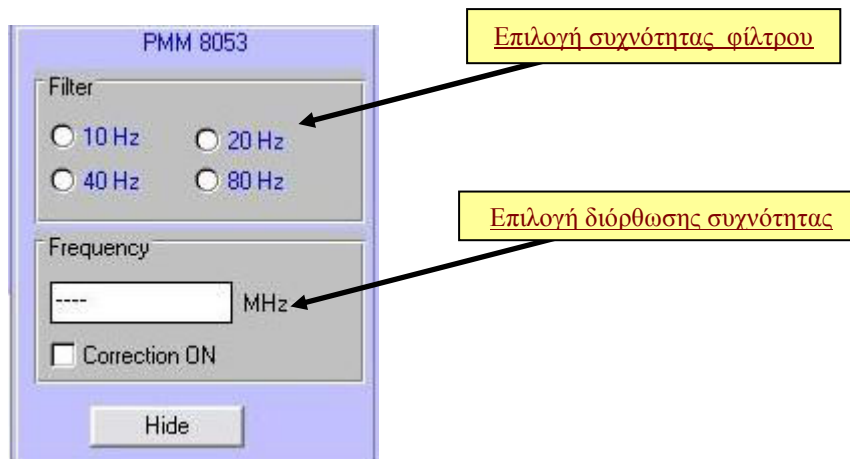 PMM 8053
Επιλογή συχνότητας φίλτρου
Filter
10 Hz 20 Hz
40 Hz 80 Hz
Επιλογή διόρθωσης συχνότητας
Frequency
---- MHz
Correction ON
Hide